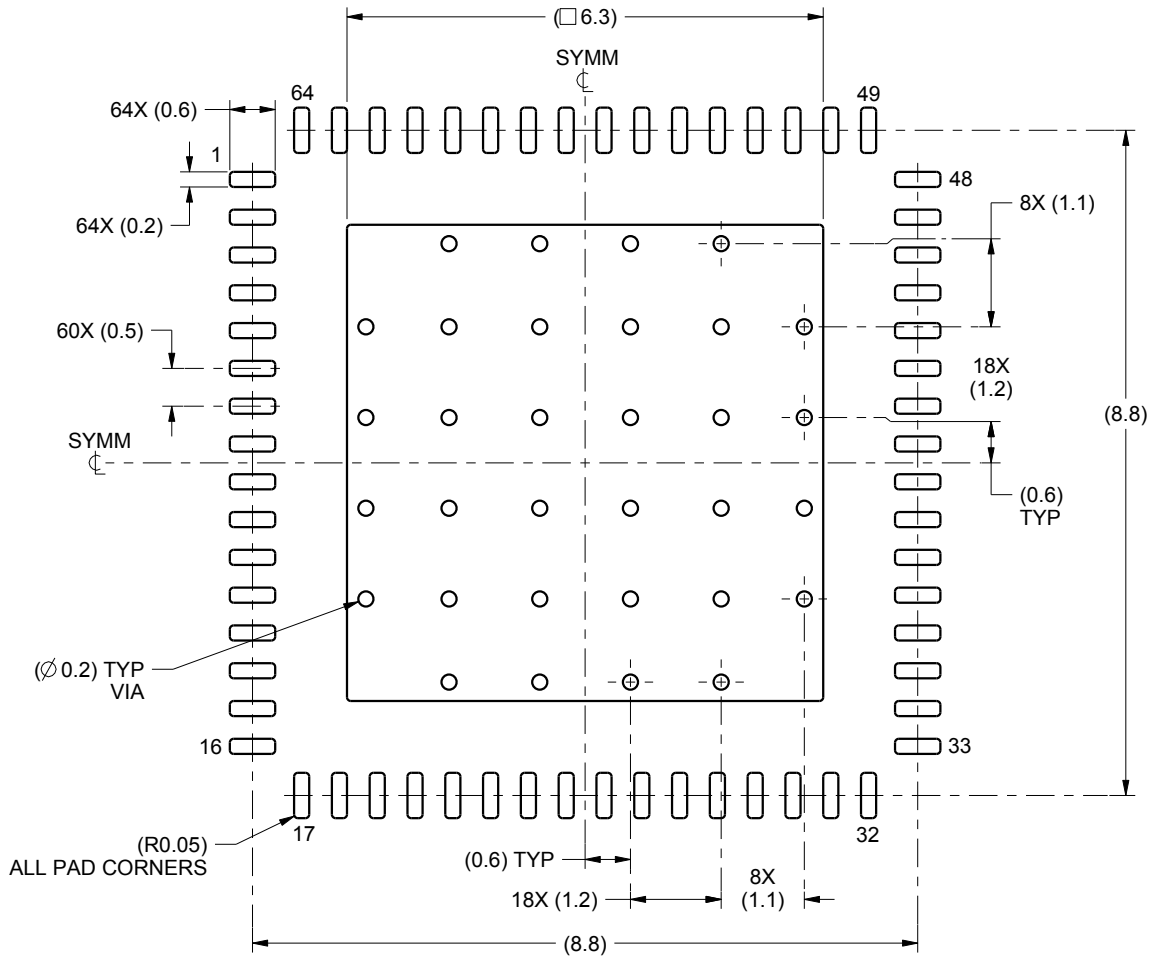 (□ 6.3)
SYMM
℄
64X (0.6)
64
49
1
48
8X (1.1)
64X (0.2)
60X (0.5)
18X
(1.2)
(8.8)
SYMM
℄
(0.6)
TYP
(∅ 0.2) TYP
VIA
16
33
17
32
(R0.05)
ALL PAD CORNERS
(0.6) TYP
18X (1.2)
8X
(1.1)
(8.8)